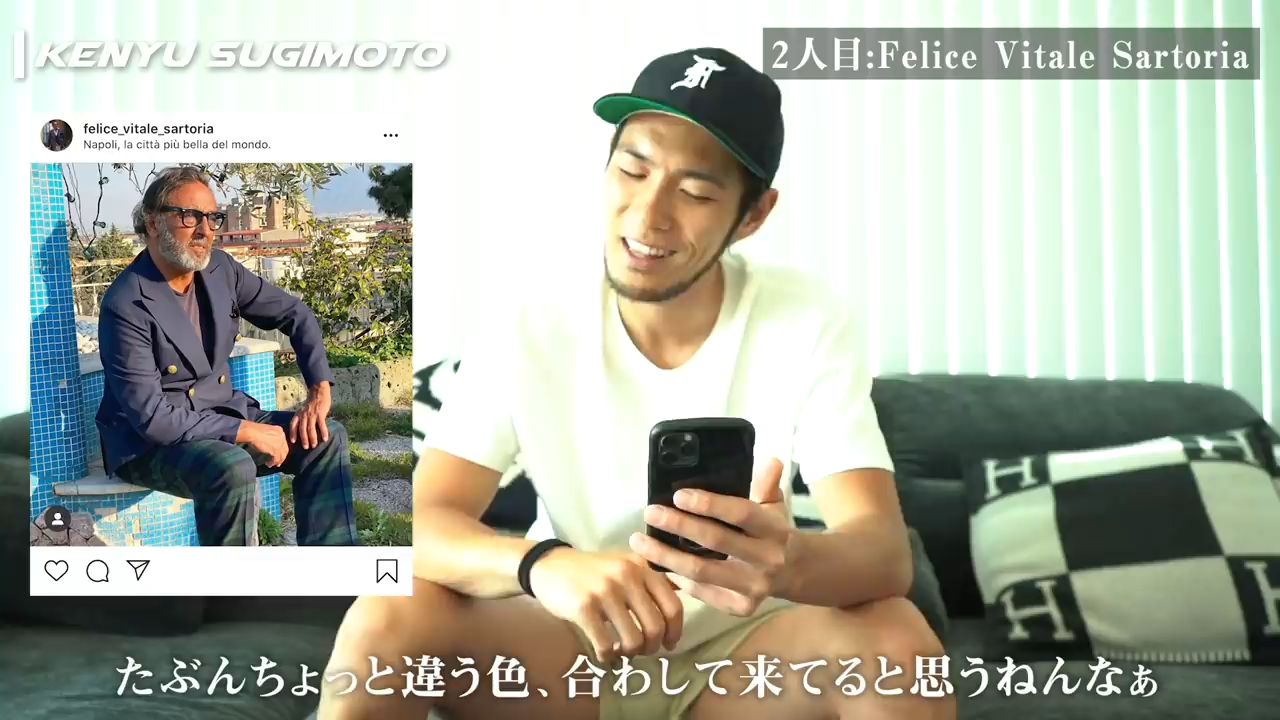 KENYU SUGIMOTO
2人目:Felice Vitale Sartoria
felice_vitale_sartoria
Napoli, la città più bella del mondo.
H
H
H
たぶんちょっと違う色、合わして来てると思うねんなぁ